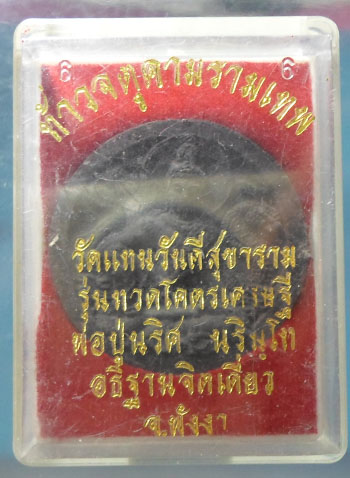 6 6
ท้าวจตุคามรามเทพ
วัดแหนวันดีสุขาราม
รุ่นทวดโคตรเศรษฐี
พ่อปู่นริศ นรินฺโท
อธิฐานจิตเดี่ยว
จ.พังงา